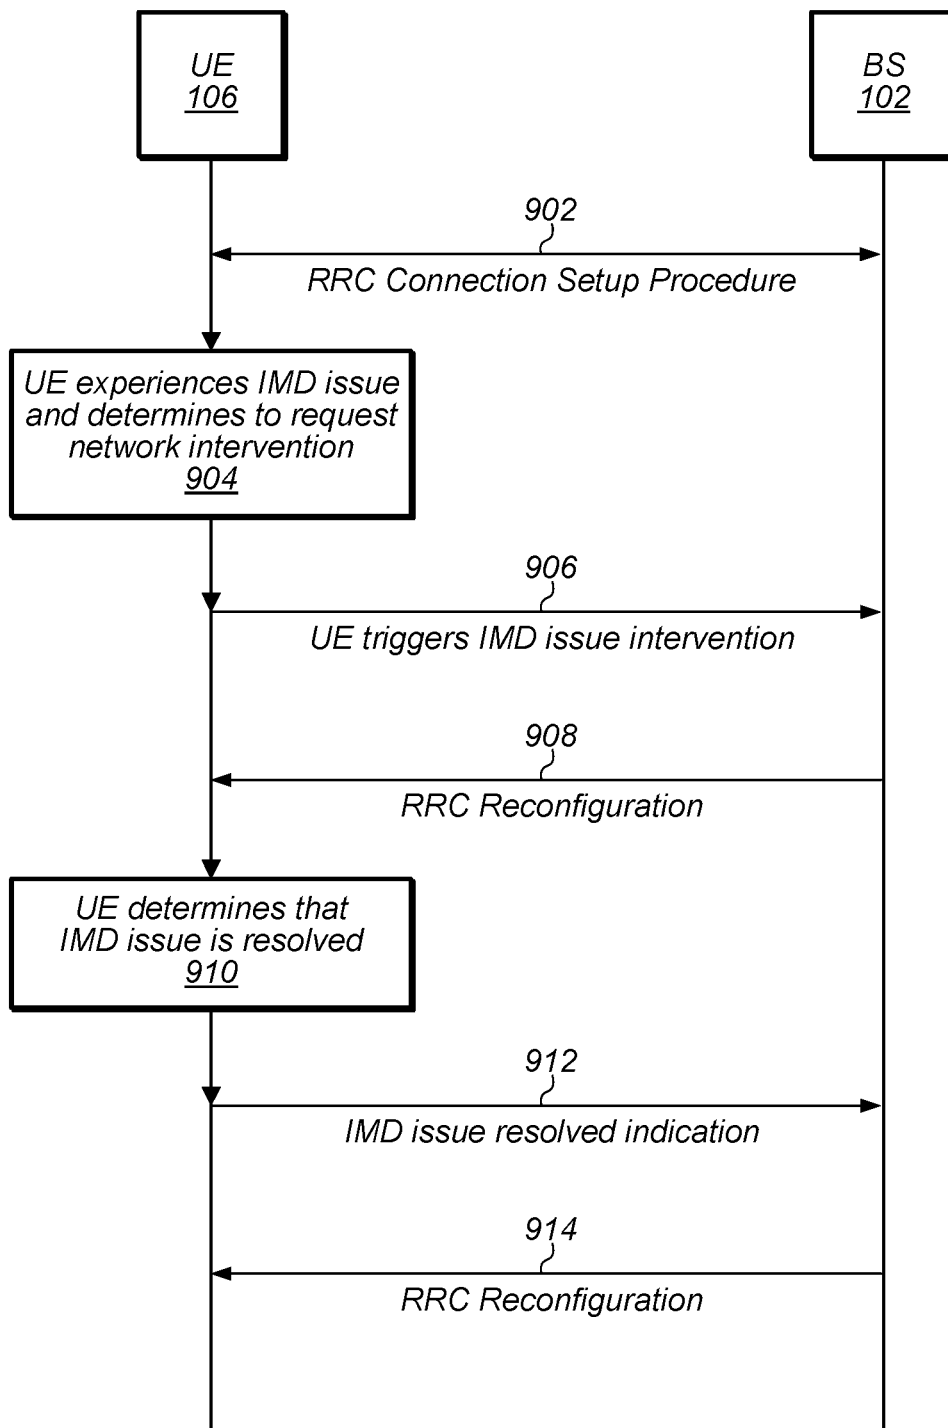 UE
106
BS
102
902
RRC Connection Setup Procedure
UE experiences IMD issue
and determines to request
network intervention
904
906
UE triggers IMD issue intervention
908
RRC Reconfiguration
UE determines that
IMD issue is resolved
910
912
IMD issue resolved indication
914
RRC Reconfiguration